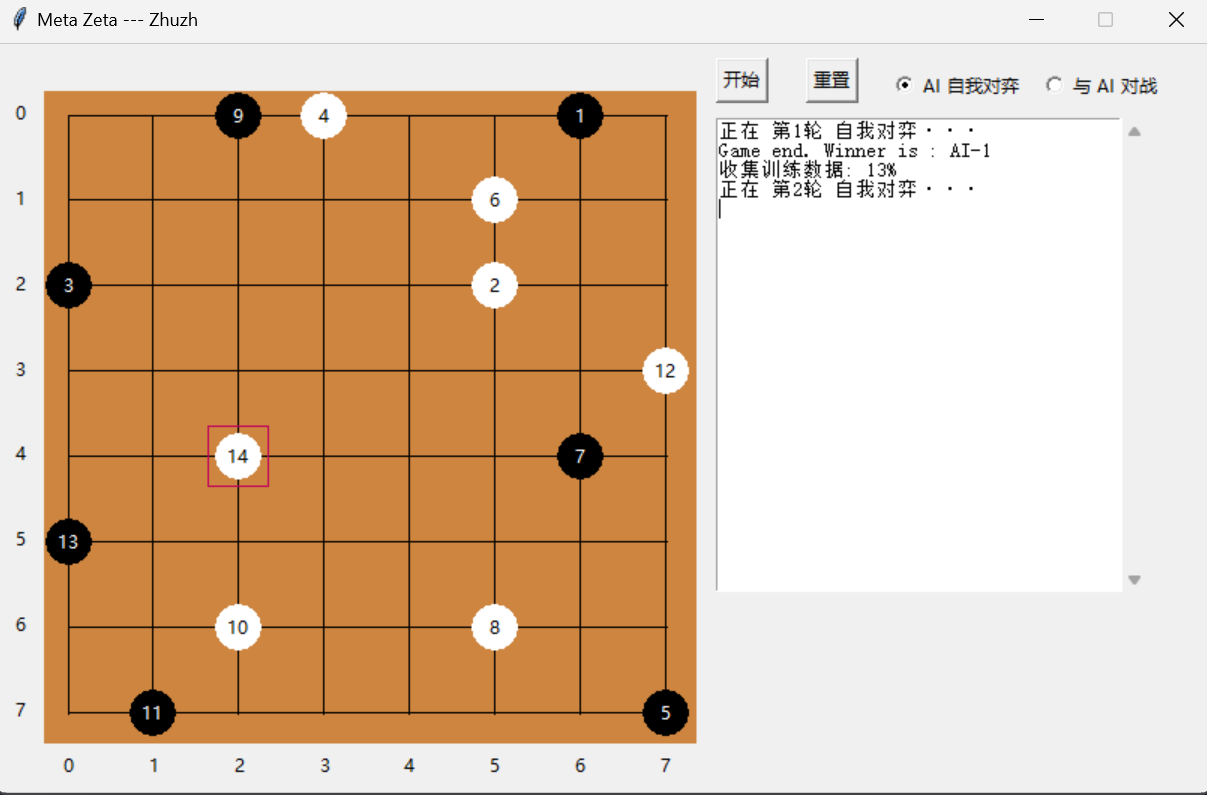 Meta Zeta --- Zhuzh
开始 重置 AI 自我对弈 与 AI 对战
正在 第1轮 自我对弈···
Game end. Winner is : AI-1
收集训练数据: 13%
正在 第2轮 自我对弈···
0 9 4 1
1 6
2 3 2
3 12
4 14 7
5 13
6 10 8
7 11 5
0 1 2 3 4 5 6 7